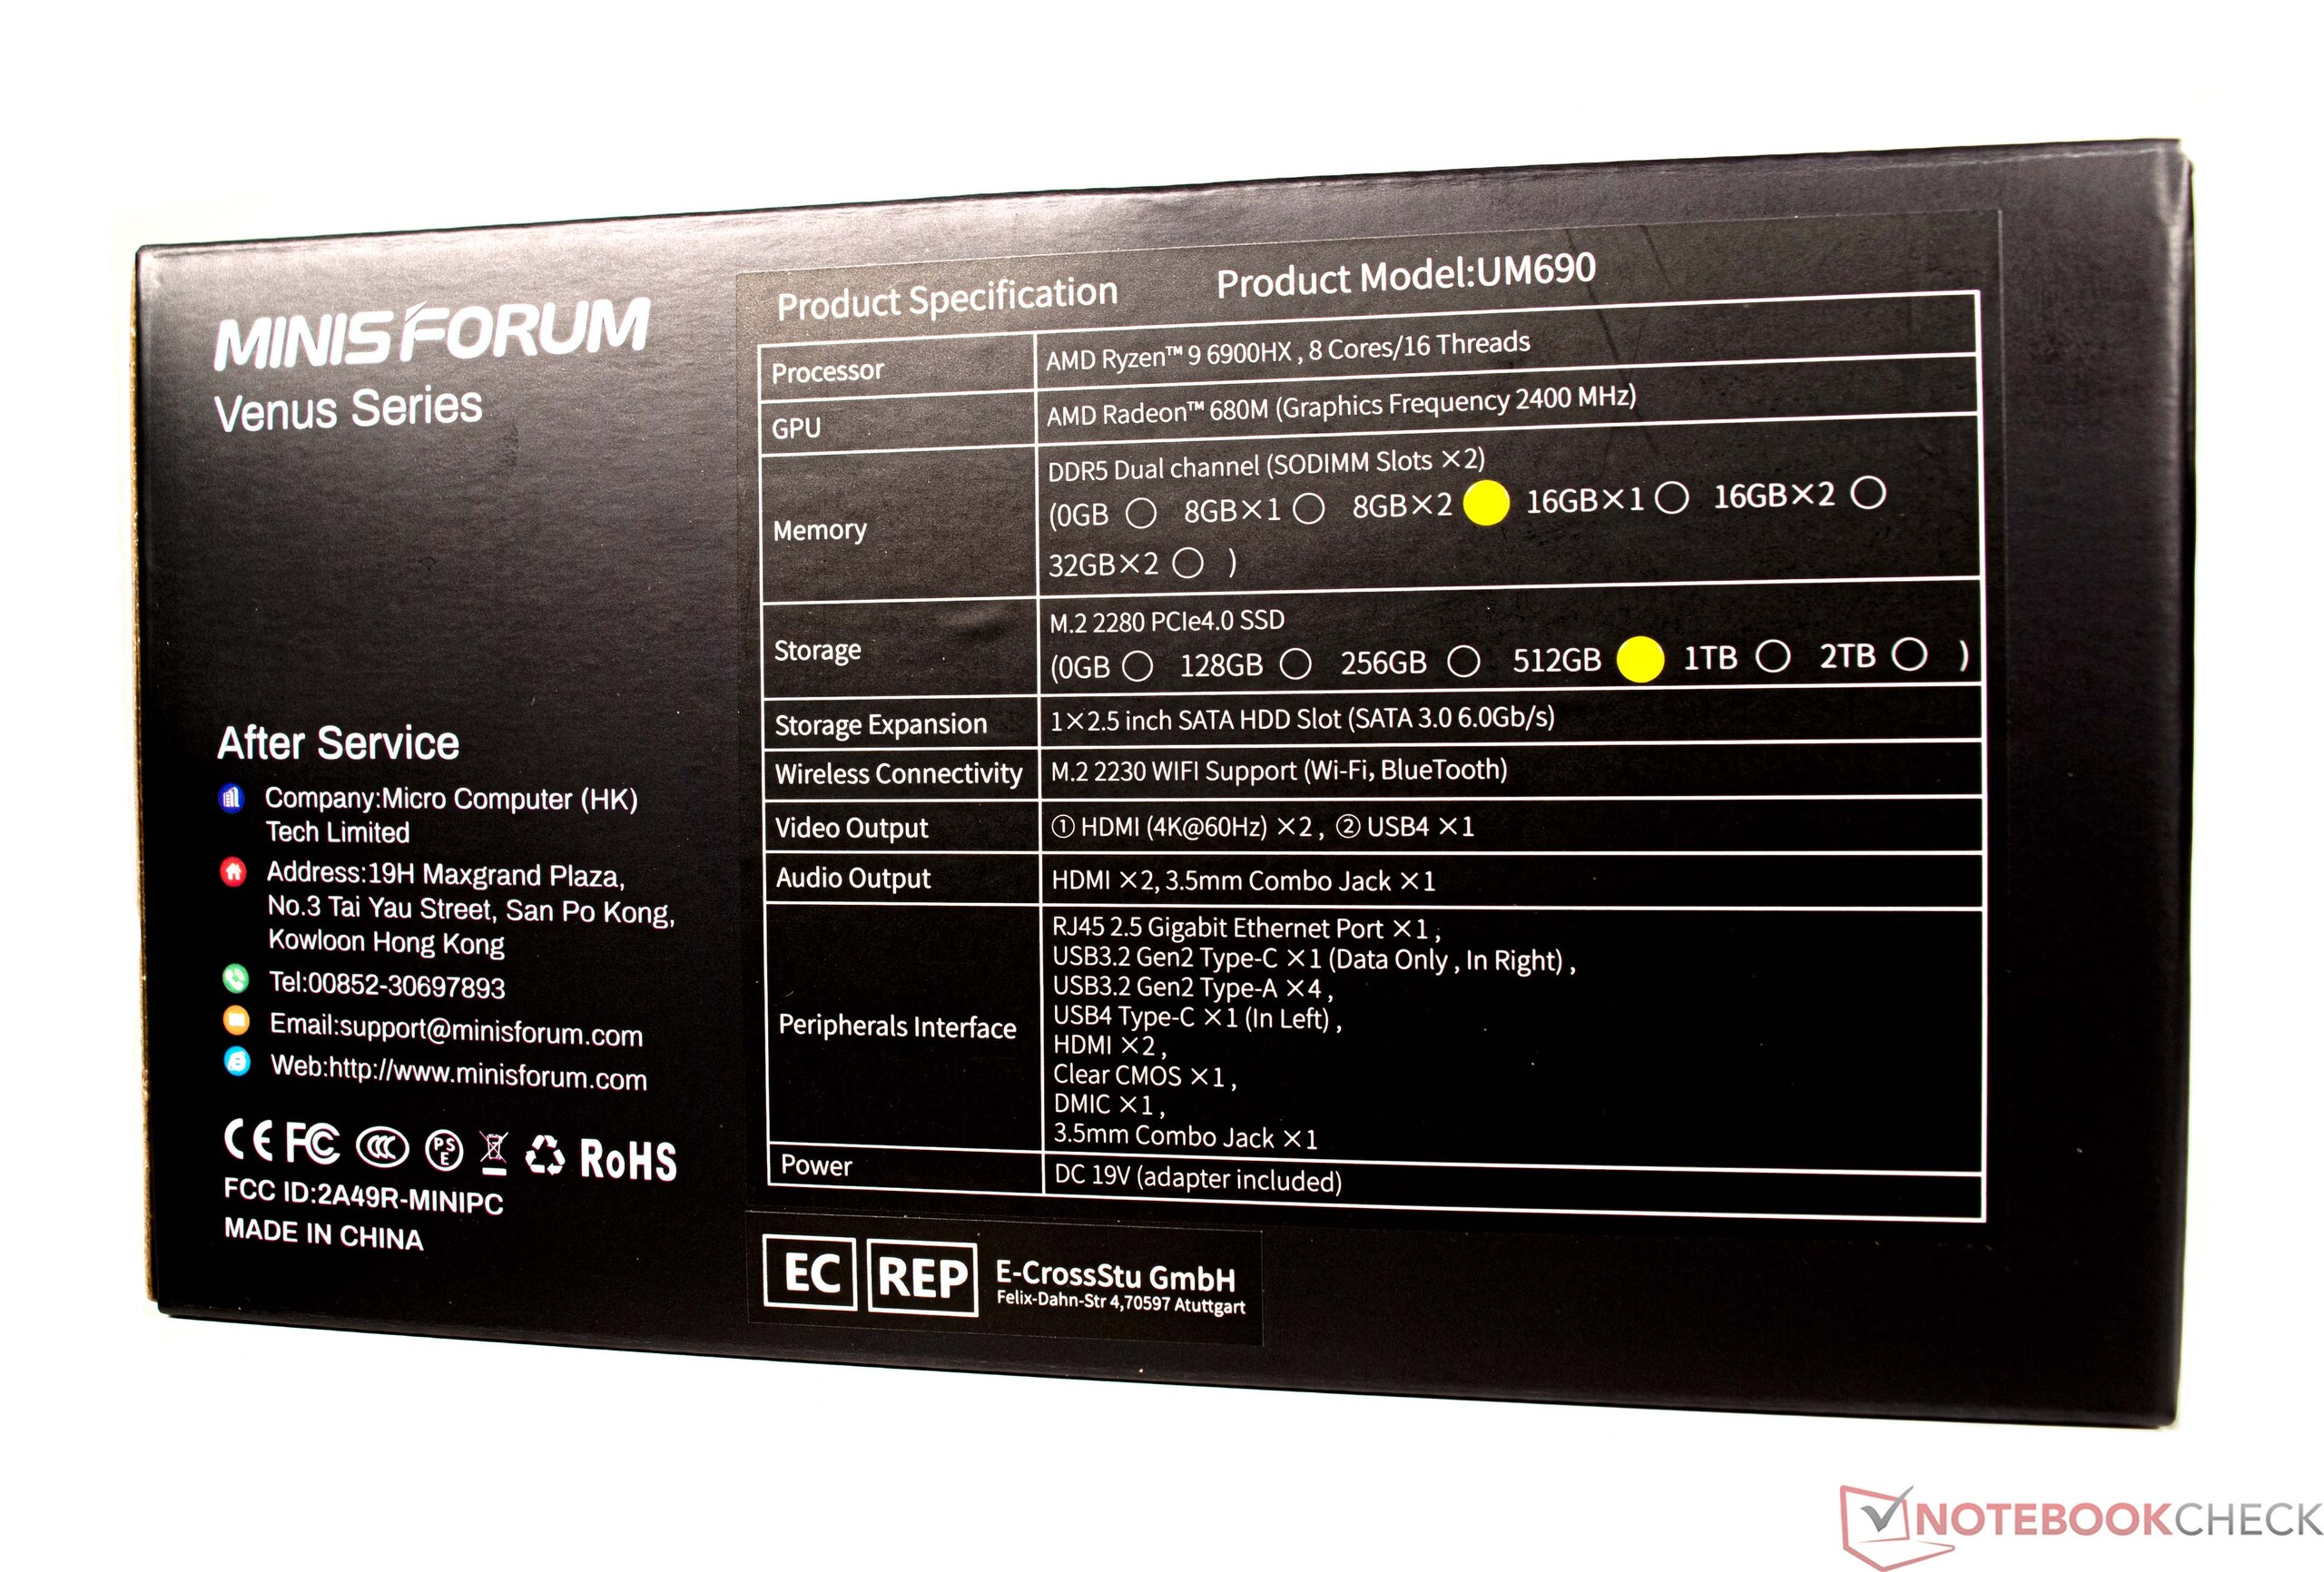 MINISFORUM
Venus Series
After Service
Company:Micro Computer (HK)
Tech Limited
Address:19H Maxgrand Plaza,
No.3 Tai Yau Street, San Po Kong,
Kowloon Hong Kong
Tel:00852-30697893
Email:support@minisforum.com
Web:http://www.minisforum.com
CE FC CCC PSE RoHS
FCC ID:2A49R-MINIPC
MADE IN CHINA
Product Specification Product Model:UM690
Processor AMD Ryzen™ 9 6900HX , 8 Cores/16 Threads
GPU AMD Radeon™ 680M (Graphics Frequency 2400 MHz)
Memory
DDR5 Dual channel (SODIMM Slots ×2)
(0GB ○ 8GB×1 ○ 8GB×2 ● 16GB×1 ○ 16GB×2 ○
32GB×2 ○ )
Storage
M.2 2280 PCIe4.0 SSD
(0GB ○ 128GB ○ 256GB ○ 512GB ● 1TB ○ 2TB ○ )
Storage Expansion 1×2.5 inch SATA HDD Slot (SATA 3.0 6.0Gb/s)
Wireless Connectivity M.2 2230 WIFI Support (Wi-Fi, BlueTooth)
Video Output ① HDMI (4K@60Hz) ×2 , ② USB4 ×1
Audio Output HDMI ×2, 3.5mm Combo Jack ×1
Peripherals Interface
RJ45 2.5 Gigabit Ethernet Port ×1 ,
USB3.2 Gen2 Type-C ×1 (Data Only , In Right) ,
USB3.2 Gen2 Type-A ×4 ,
USB4 Type-C ×1 (In Left) ,
HDMI ×2 ,
Clear CMOS ×1 ,
DMIC ×1 ,
3.5mm Combo Jack ×1
Power DC 19V (adapter included)
EC REP
E-CrossStu GmbH
Felix-Dahn-Str 4,70597 Atuttgart
NOTEBOOKCHECK